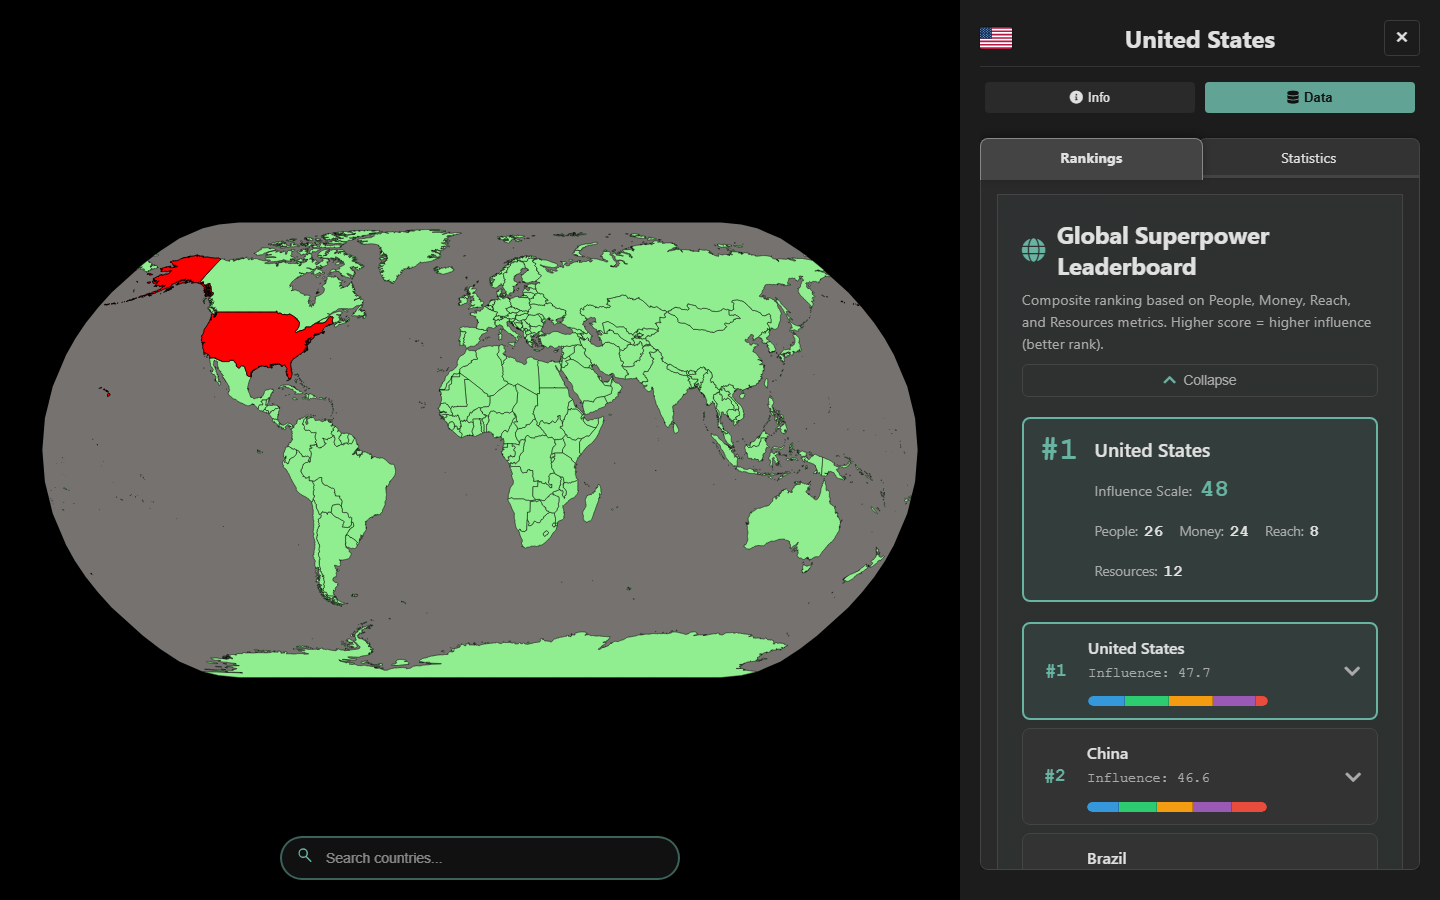 United States
Info
Data
Rankings
Statistics
Global Superpower
Leaderboard
Composite ranking based on People, Money, Reach,
and Resources metrics. Higher score = higher influence
(better rank).
Collapse
#1 United States
Influence Scale: 48
People: 26 Money: 24 Reach: 8
Resources: 12
United States
#1 Influence: 47.7
China
#2 Influence: 46.6
Brazil
Search countries...